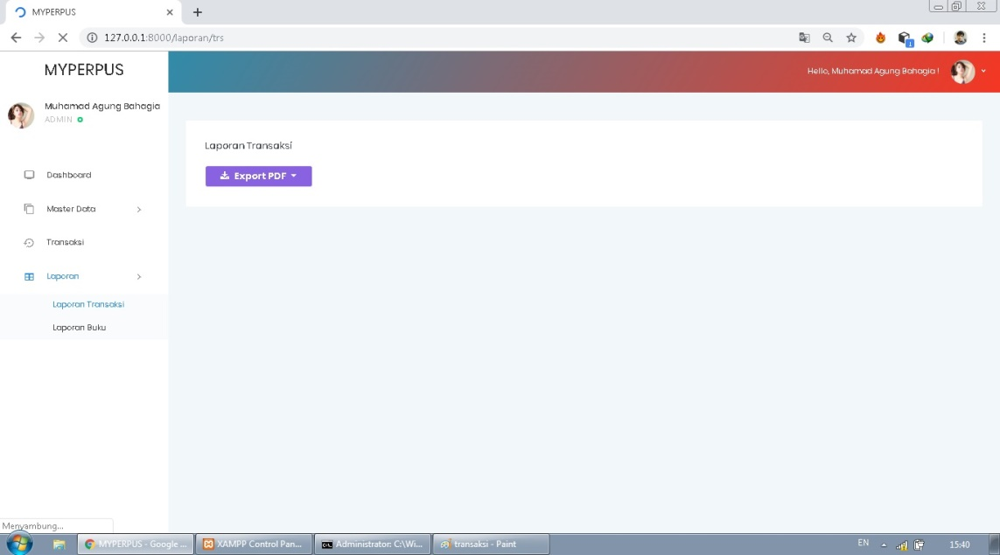 MYPERPUS
127.0.0.1:8000/laporan/trs
1
MYPERPUS
Hello, Muhamad Agung Bahagia !
Muhamad Agung Bahagia
ADMIN
Laporan Transaksi
Export PDF
Dashboard
Master Data
Transaksi
Laporan
Laporan Transaksi
Laporan Buku
Menyambung...
MYPERPUS - Google ...
XAMPP Control Pan...
Administrator: C:\Wi...
transaksi - Paint
EN
15:40